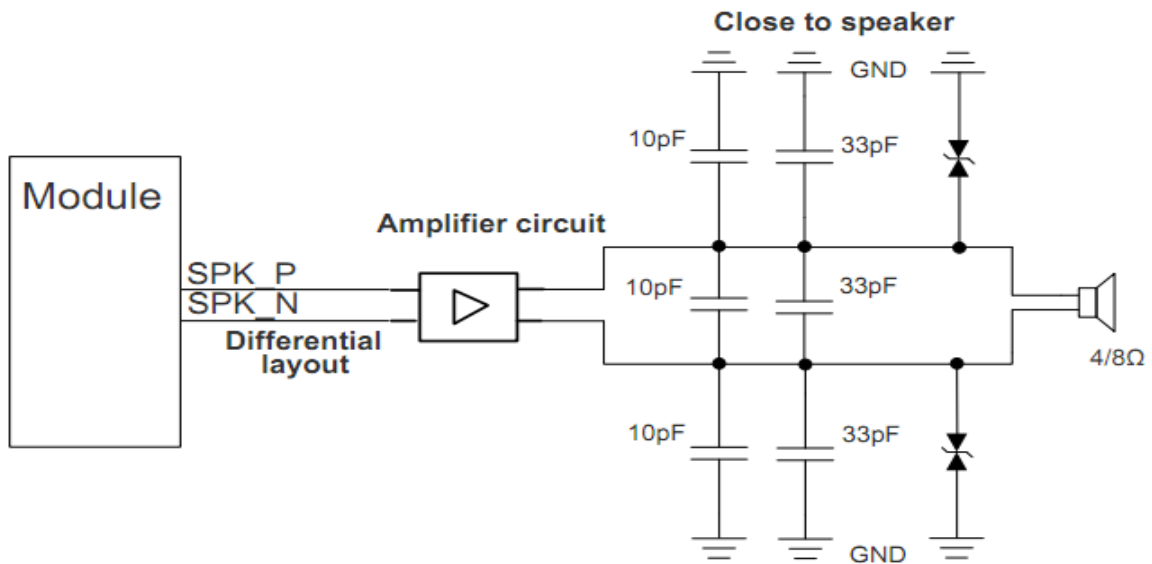 Close to speaker
GND
10pF
33pF
Module
Amplifier circuit
SPK_P
SPK_N
Differential
layout
10pF
33pF
4/8Ω
10pF
33pF
GND